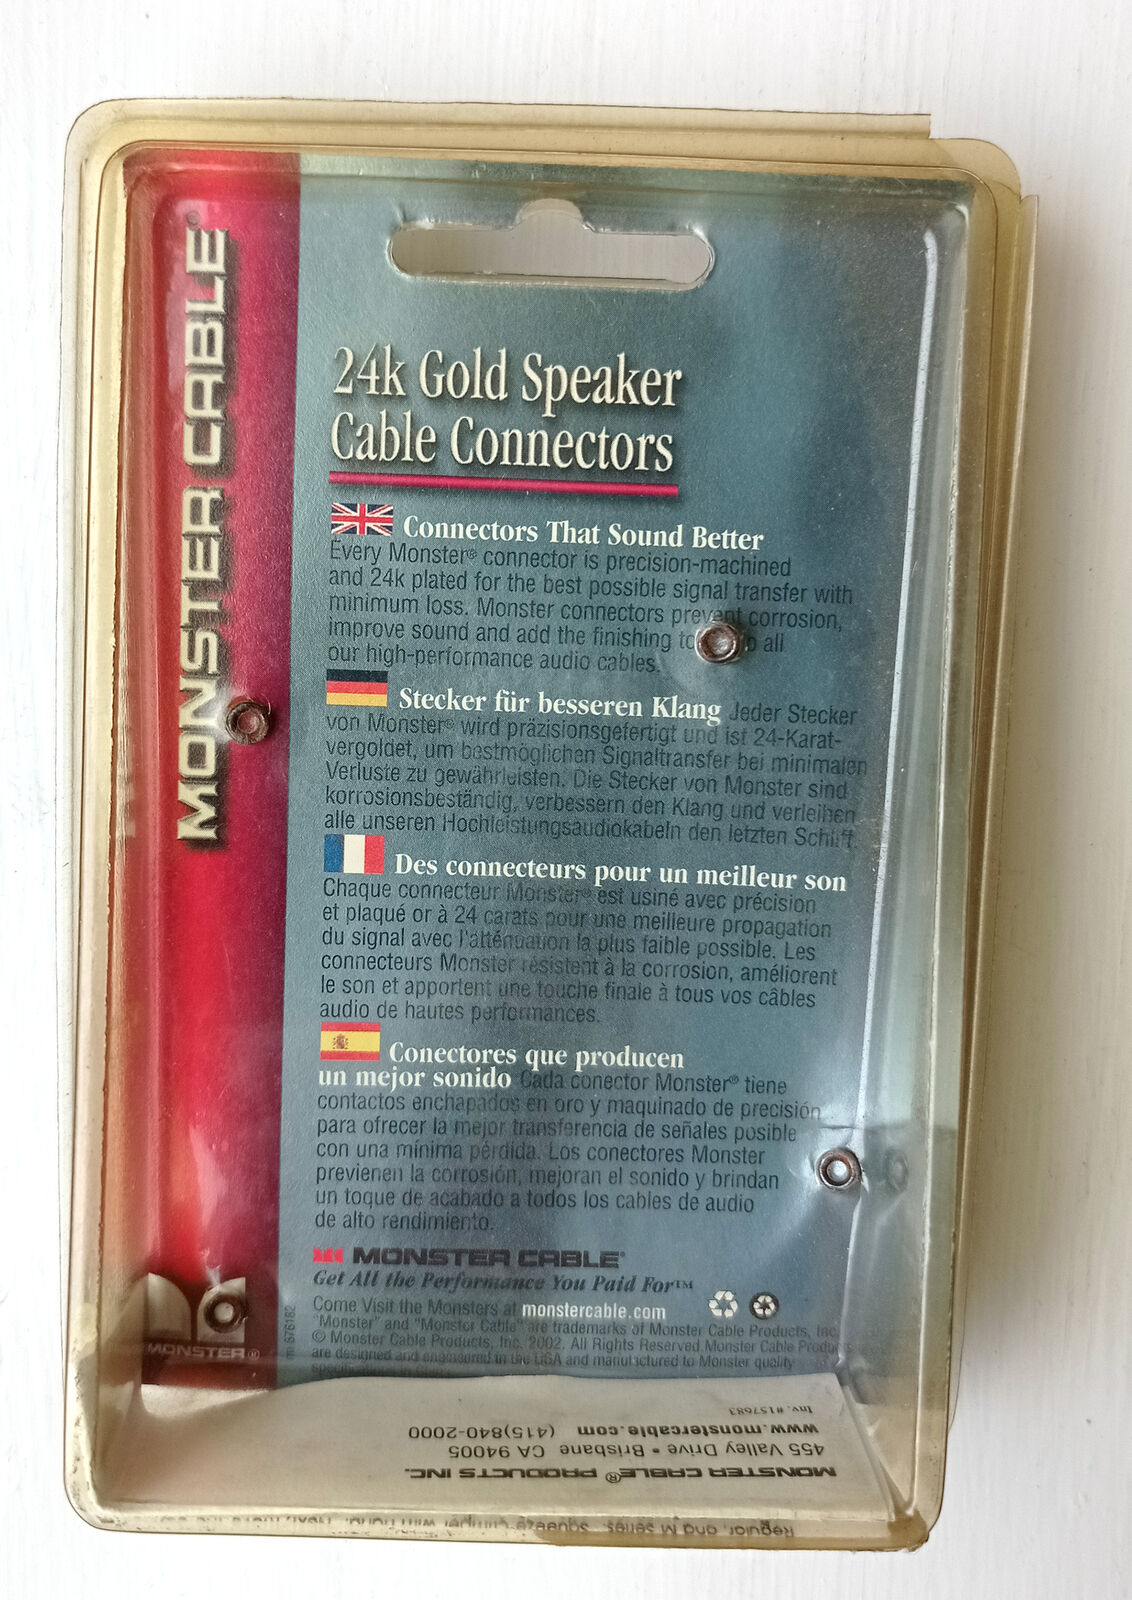 MONSTER CABLE®
24k Gold Speaker
Cable Connectors
Connectors That Sound Better
Every Monster® connector is precision-machined
and 24k plated for the best possible signal transfer with
minimum loss. Monster connectors prevent corrosion,
improve sound and add the finishing all
our high-performance audio cables.
Stecker für besseren Klang Jeder Stecker
von Monster® wird präzisionsgefertigt und ist 24-Karat-
vergoldet, um bestmöglichen Signaltransfer bei minimalen
Verluste zu gewährleisten. Die Stecker von Monster sind
korrosionsbeständig, verbessern den Klang und verleihen
alle unseren Hochleistungsaudiokabeln den letzten Schliff.
Des connecteurs pour un meilleur son
Chaque connecteur Monster® est usiné avec précision
et plaqué or à 24 carats pour une meilleure propagation
du signal avec l'atténuation la plus faible possible. Les
connecteurs Monster résistent à la corrosion, améliorent
le son et apportent une touche finale à tous vos câbles
audio de hautes performances.
Conectores que producen
un mejor sonido Cada conector Monster® tiene
contactos enchapados en oro y maquinado de precisión
para ofrecer la mejor transferencia de señales posible
con una mínima pérdida. Los conectores Monster
previenen la corrosión, mejoran el sonido y brindan
un toque de acabado a todos los cables de audio
de alto rendimiento.
MONSTER CABLE®
Get All the Performance You Paid For™
Come Visit the Monsters at monstercable.com
"Monster" and "Monster Cable" are trademarks of Monster Cable Products, Inc.
© Monster Cable Products, Inc. 2002. All Rights Reserved. Monster Cable Products
are designed and engineered in the USA and manufactured to Monster quality
MONSTER®
Inv. #157683
www.monstercable.com (415)840-2000
455 Valley Drive • Brisbane CA 94005
MONSTER CABLE® PRODUCTS INC.
Regular, and M series. Squeeze